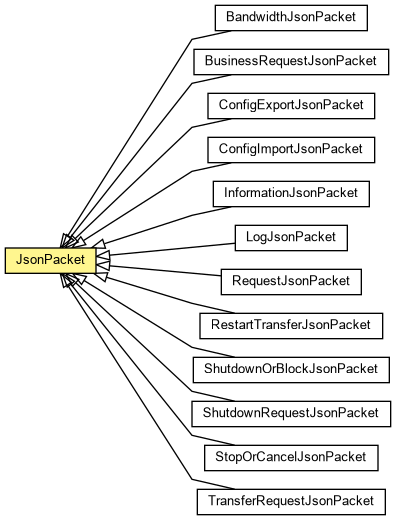 BandwidthJsonPacket
BusinessRequestJsonPacket
ConfigExportJsonPacket
ConfigImportJsonPacket
InformationJsonPacket
LogJsonPacket
JsonPacket
RequestJsonPacket
RestartTransferJsonPacket
ShutdownOrBlockJsonPacket
ShutdownRequestJsonPacket
StopOrCancelJsonPacket
TransferRequestJsonPacket